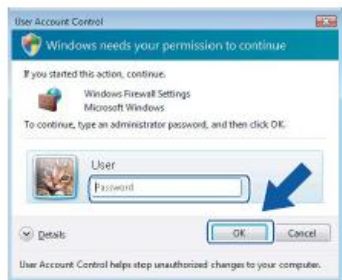 User Account Control
Windows needs your permission to continue
If you started this action, continue.
Windows Firewall Settings
Microsoft Windows
To continue, type an administrator password, and then click OK.
User
Password
Details
OK
Cancel
User Account Control helps stop unauthorized changes to your computer.